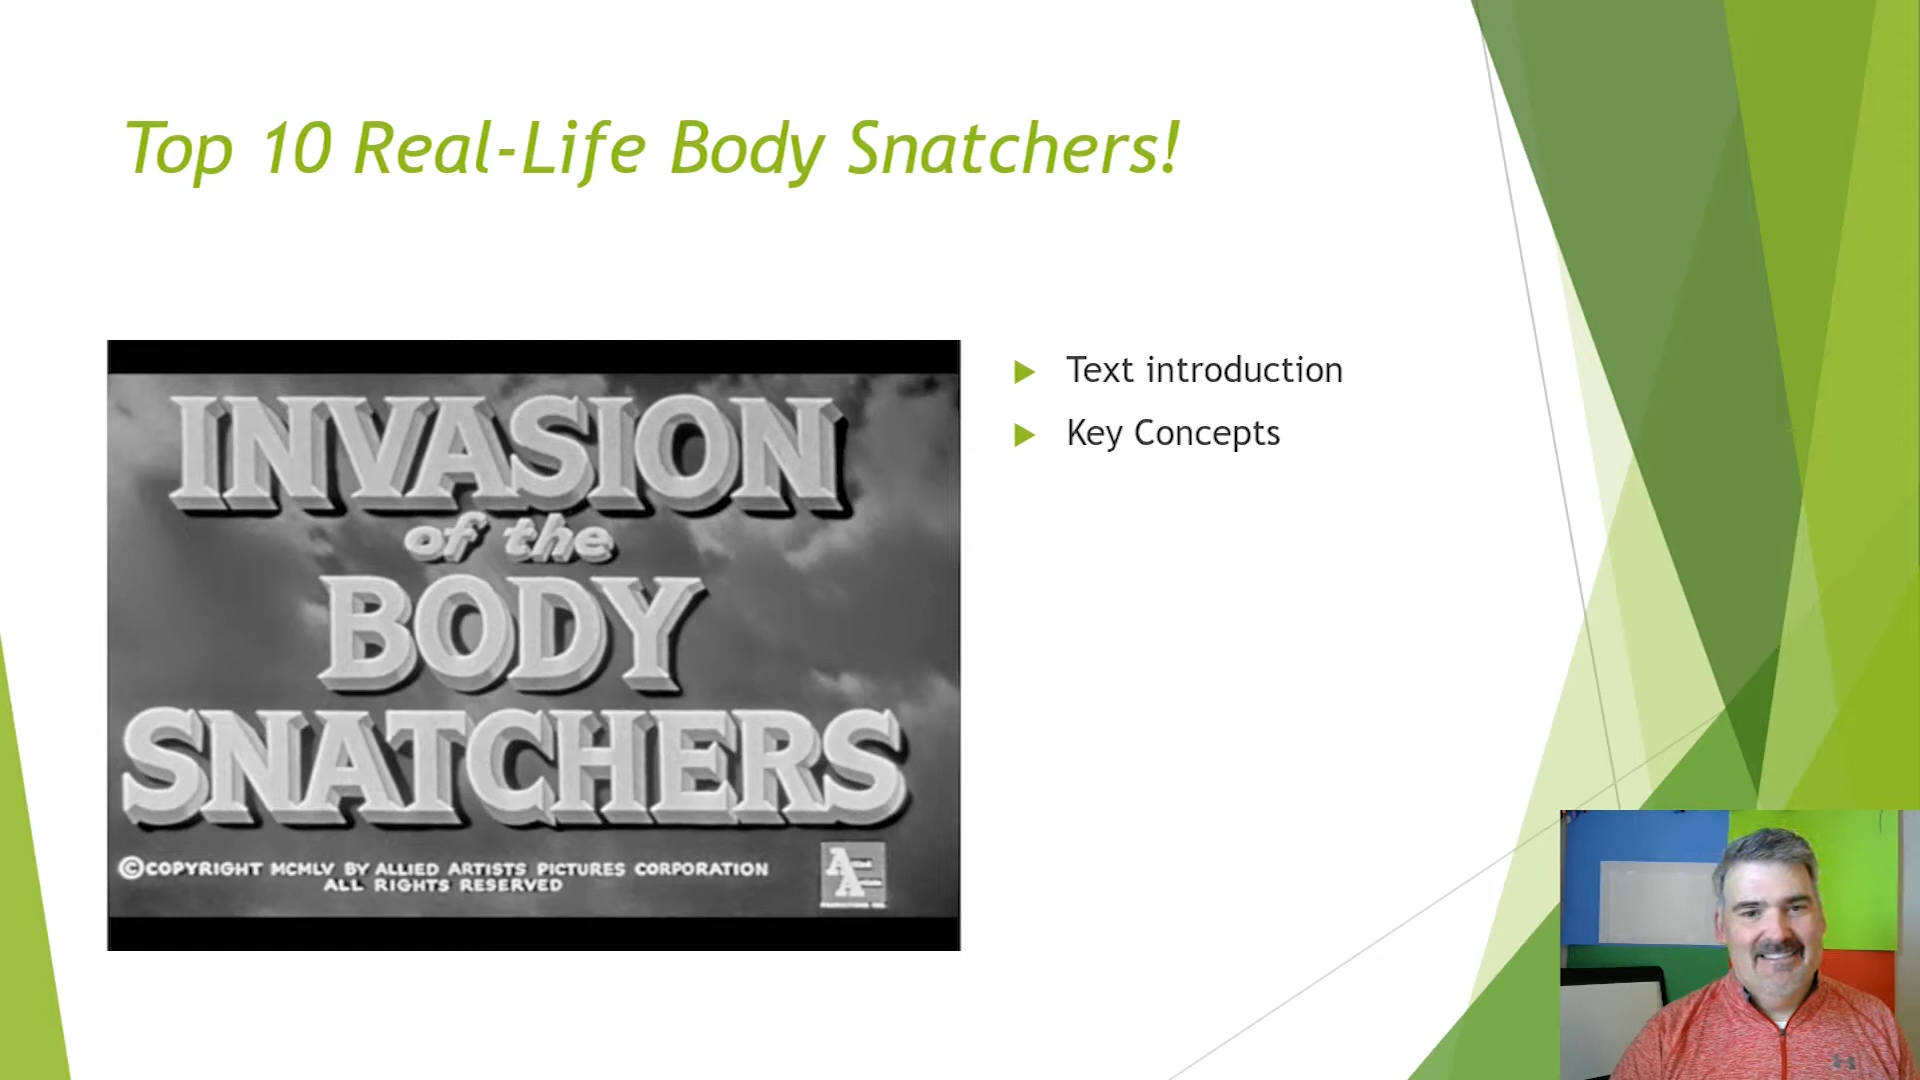 Top 10 Real-Life Body Snatchers!
INVASION
of the
BODY
SNATCHERS
©COPYRIGHT MCMLV BY ALLIED ARTISTS PICTURES CORPORATION
ALL RIGHTS RESERVED
Text introduction
Key Concepts